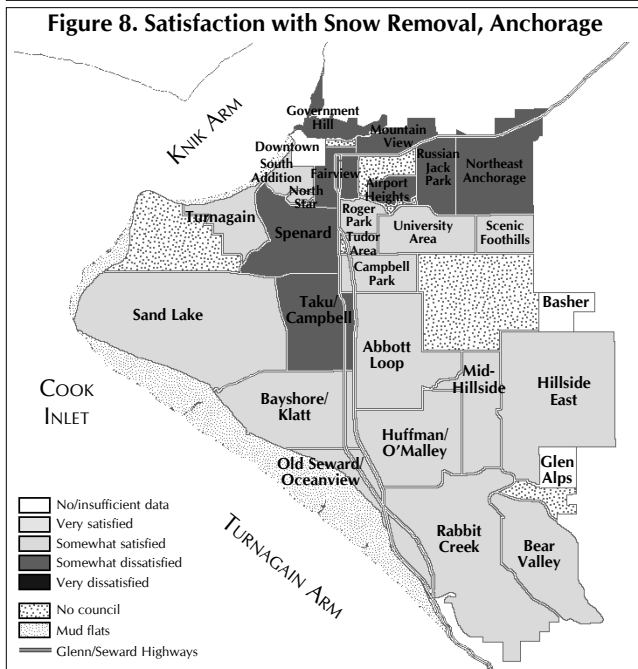 Figure 8. Satisfaction with Snow Removal, Anchorage
KNIK ARM
Government
Hill
Downtown
Mountain
View
South
Addition
Fairview
Russian
Jack
Park
Northeast
Anchorage
North
Star
Airport
Heights
Turnagain
Roger
Park
University
Area
Scenic
Foothills
Spenard
Tudor
Area
Campbell
Park
Sand Lake
Taku/
Campbell
Basher
Abbott
Loop
Mid-
Hillside
Hillside
East
COOK
INLET
Bayshore/
Klatt
Huffman/
O'Malley
Old Seward/
Oceanview
Glen
Alps
Rabbit
Creek
Bear
Valley
TURNAGAIN ARM
No/insufficient data
Very satisfied
Somewhat satisfied
Somewhat dissatisfied
Very dissatisfied
No council
Mud flats
Glenn/Seward Highways